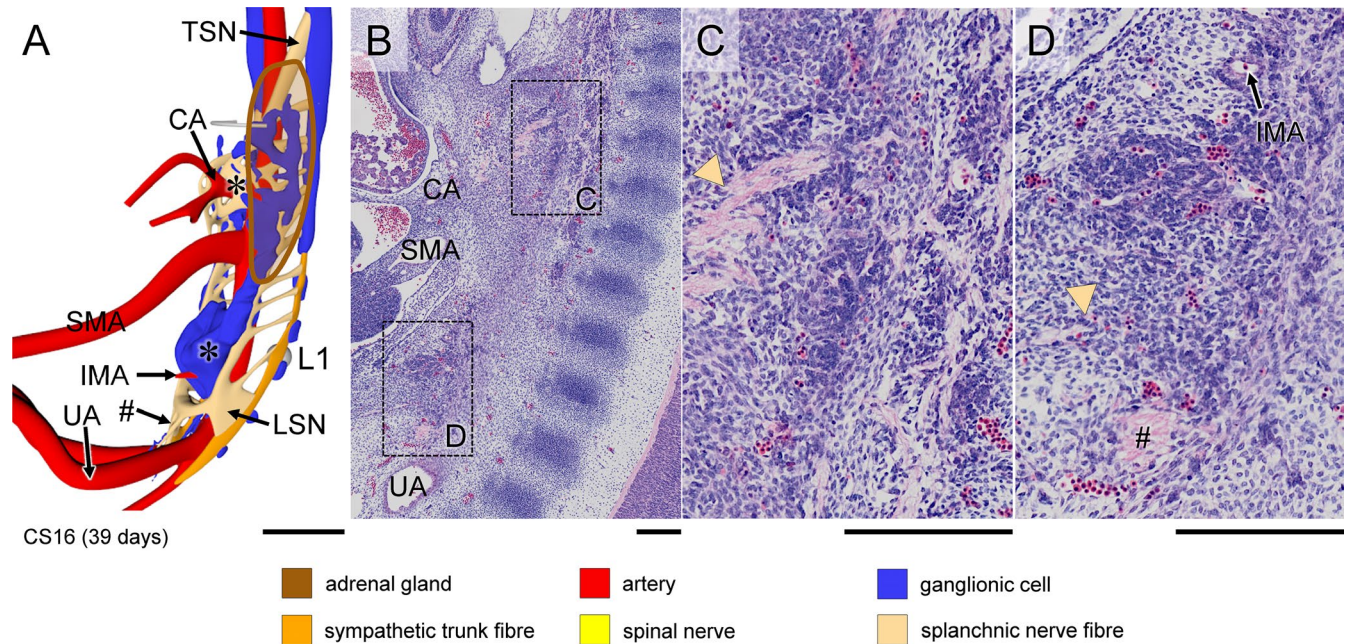 A
TSN
CA
*
SMA
*
IMA
L1
#
UA
LSN
CS16 (39 days)
B
CA
C
SMA
D
UA
C
D
IMA
#
adrenal gland
artery
ganglionic cell
sympathetic trunk fibre
spinal nerve
splanchnic nerve fibre